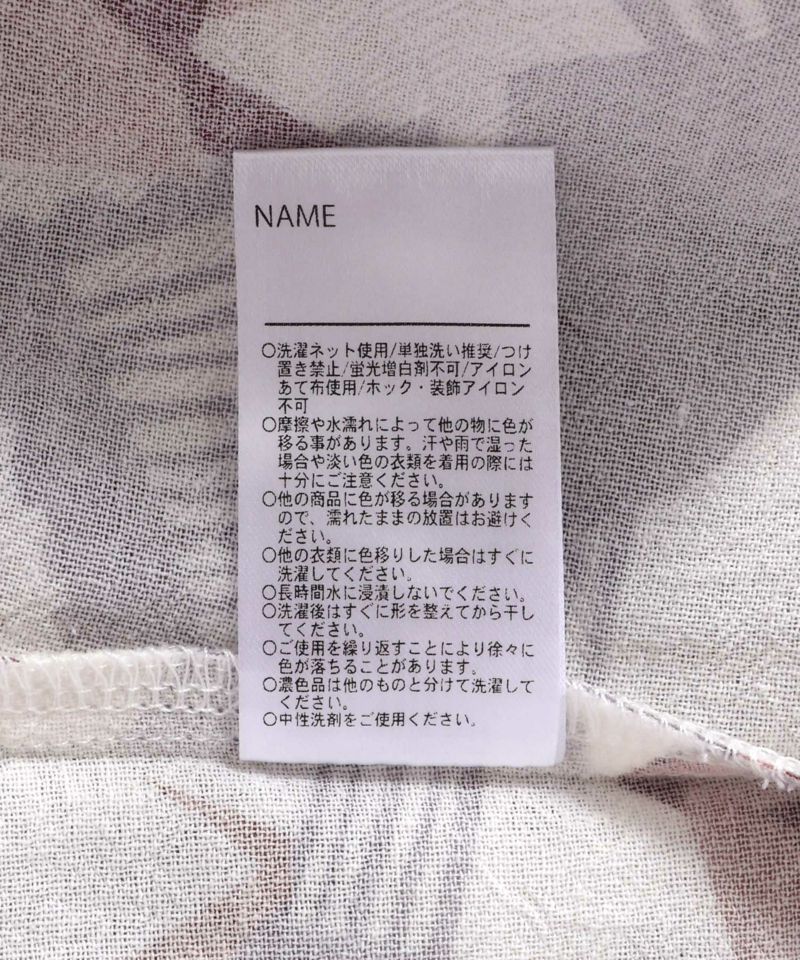 NAME
○洗濯ネット使用/単独洗い推奨/つけ
置き禁止/蛍光増白剤不可/アイロン
あて布使用/ホック・装飾アイロン
不可
○摩擦や水濡れによって他の物に色が
移る事があります。汗や雨で湿った
場合や淡い色の衣類を着用の際には
十分にご注意ください。
○他の商品に色が移る場合があります
ので、濡れたままの放置はお避けく
ださい。
○他の衣類に色移りした場合はすぐに
洗濯してください。
○長時間水に浸漬しないでください。
○洗濯後はすぐに形を整えてから干し
てください。
○ご使用を繰り返すことにより徐々に
色が落ちることがあります。
○濃色品は他のものと分けて洗濯して
ください。
○中性洗剤をご使用ください。